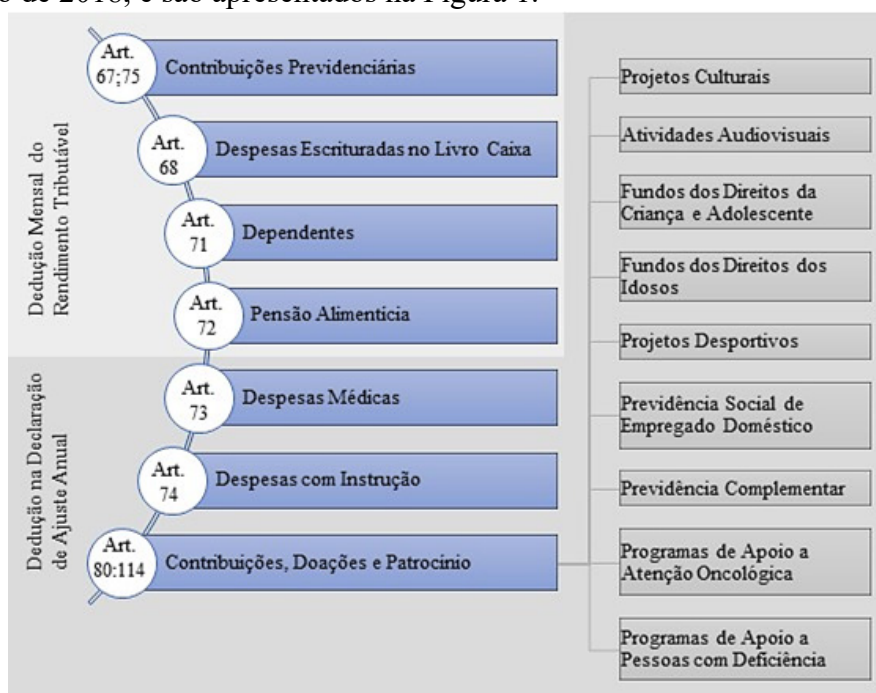 o de 2018, e são apresentados na Figura 1.
Dedução Mensal do
Rendimento Tributável
Art.
67;75
Contribuições Previdenciárias
Art.
68
Despesas Escrituradas no Livro Caixa
Art.
71
Dependentes
Art.
72
Pensão Alimentícia
Dedução na Declaração
de Ajuste Anual
Art.
73
Despesas Médicas
Art.
74
Despesas com Instrução
Art.
80:114
Contribuições, Doações e Patrocinio
Projetos Culturais
Atividades Audiovisuais
Fundos dos Direitos da
Criança e Adolescente
Fundos dos Direitos dos
Idosos
Projetos Desportivos
Previdência Social de
Empregado Doméstico
Previdência Complementar
Programas de Apoio a
Atenção Oncológica
Programas de Apoio a
Pessoas com Deficiência